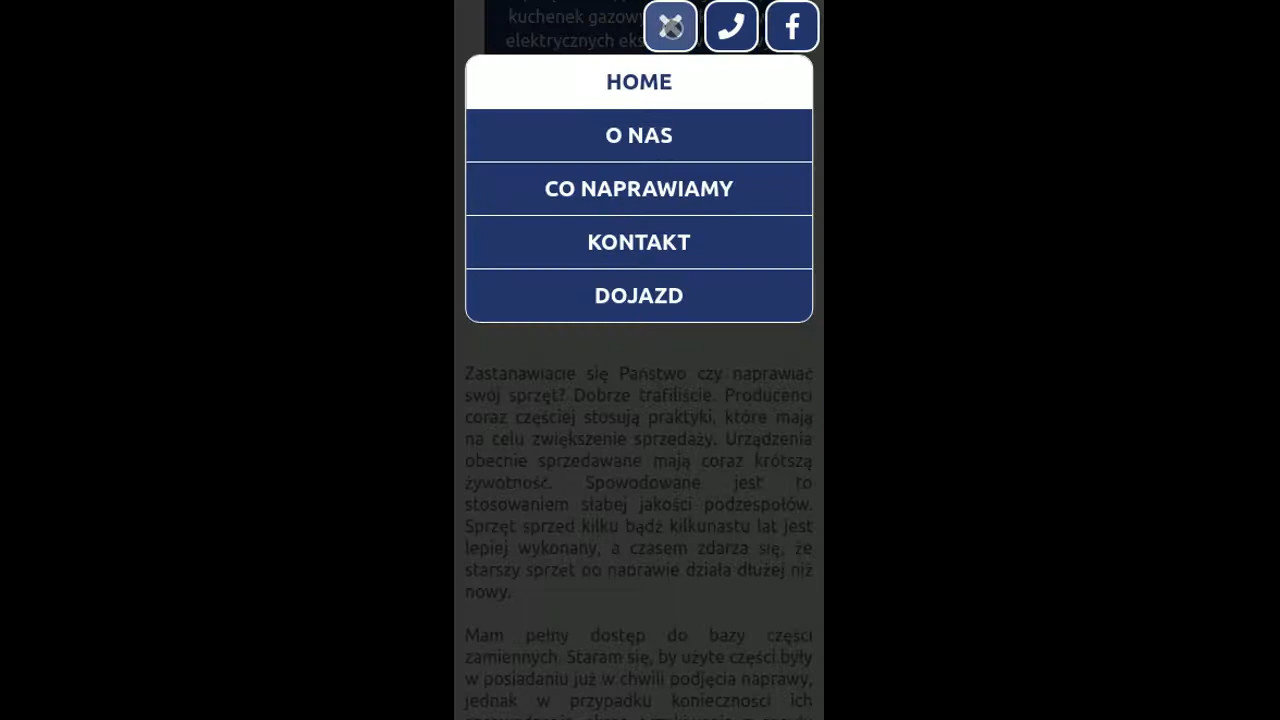 kuchenek gazowy
elektrycznych eks
HOME
O NAS
CO NAPRAWIAMY
KONTAKT
DOJAZD
Zastanawiacie się Państwo czy naprawiać
swój sprzęt? Dobrze trafiliście. Producenci
coraz częściej stosują praktyki, które mają
na celu zwiększenie sprzedaży. Urządzenia
obecnie sprzedawane mają coraz krótszą
żywotność. Spowodowane jest to
stosowaniem słabej jakości podzespołów.
Sprzęt sprzed kilku bądź kilkunastu lat jest
lepiej wykonany, a czasem zdarza się, że
starszy sprzęt po naprawie działa dłużej niż
nowy.
Mam pełny dostęp do bazy części
zamiennych. Staram się, by użyte części były
w posiadaniu już w chwili podjęcia naprawy,
jednak w przypadku konieczności ich